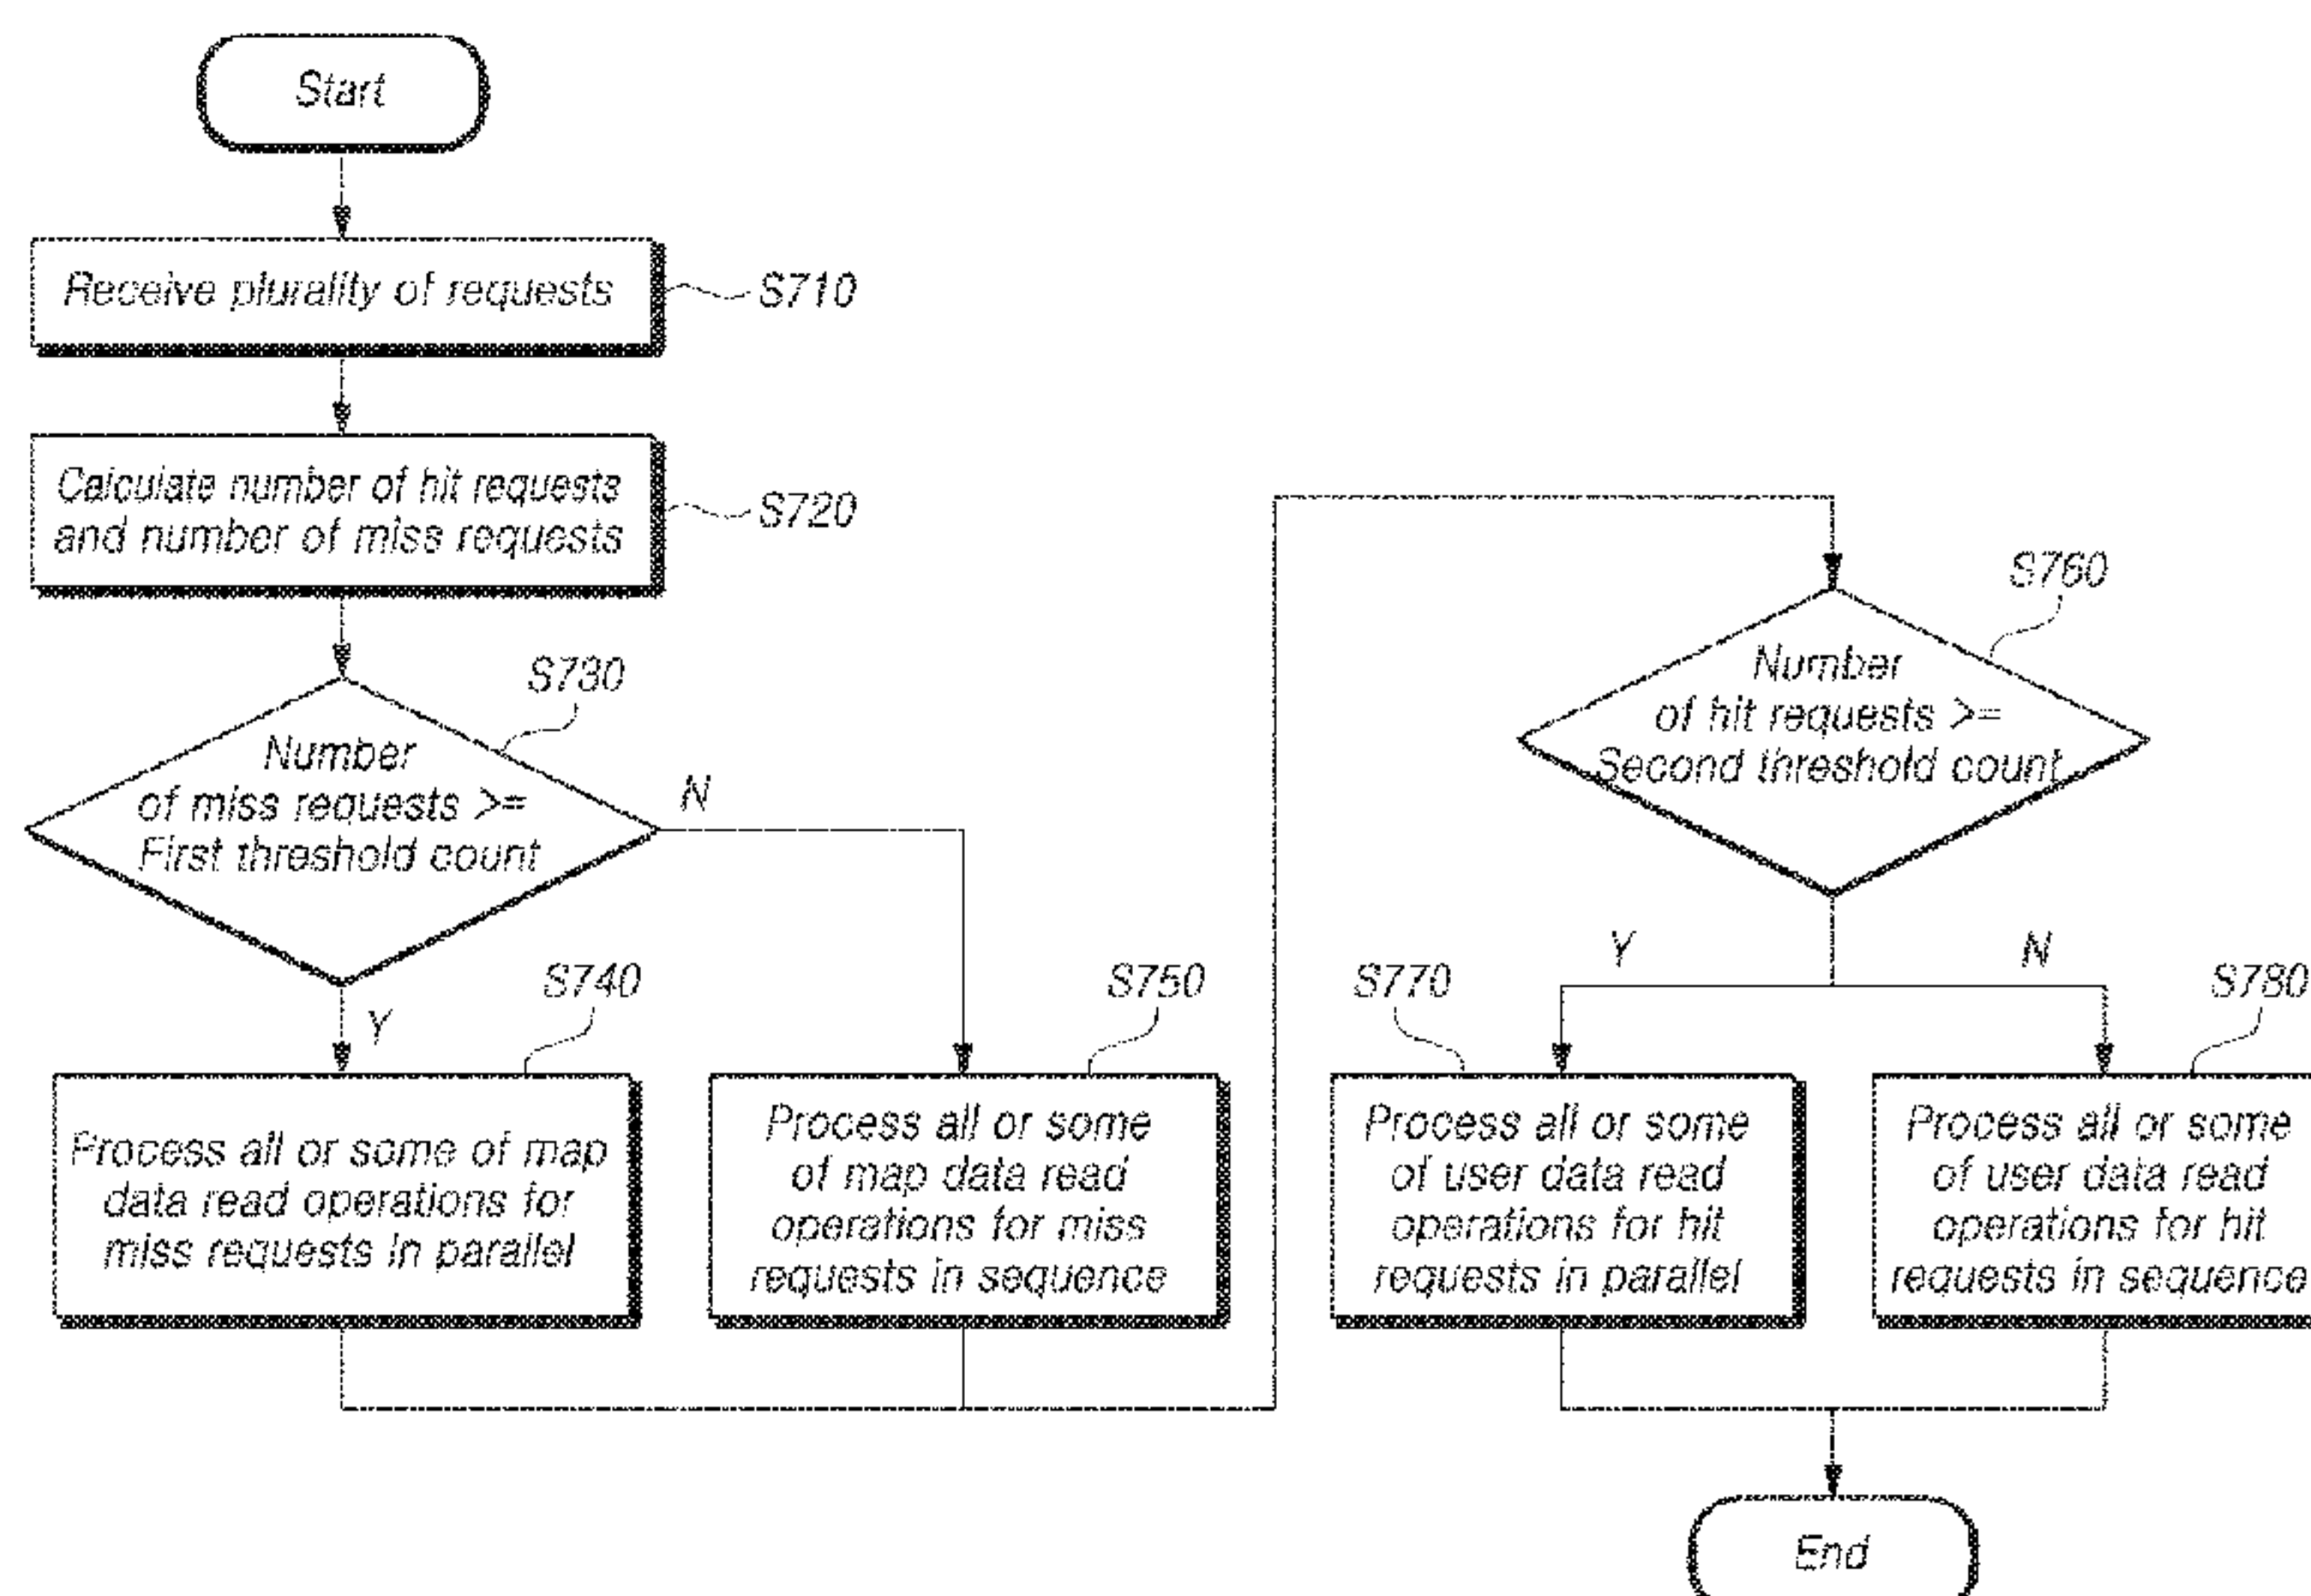 Start
Receive plurality of requests
S710
Calculate number of hit requests
and number of miss requests
S720
S730
Number
of miss requests >=
First threshold count
N
Y
S740
Process all or some of map
data read operations for
miss requests in parallel
S750
Process all or some
of map data read
operations for miss
requests in sequence
S760
Number
of hit requests >=
Second threshold count
Y
N
S770
Process all or some
of user data read
operations for hit
requests in parallel
S780
Process all or some
of user data read
operations for hit
requests in sequence
End